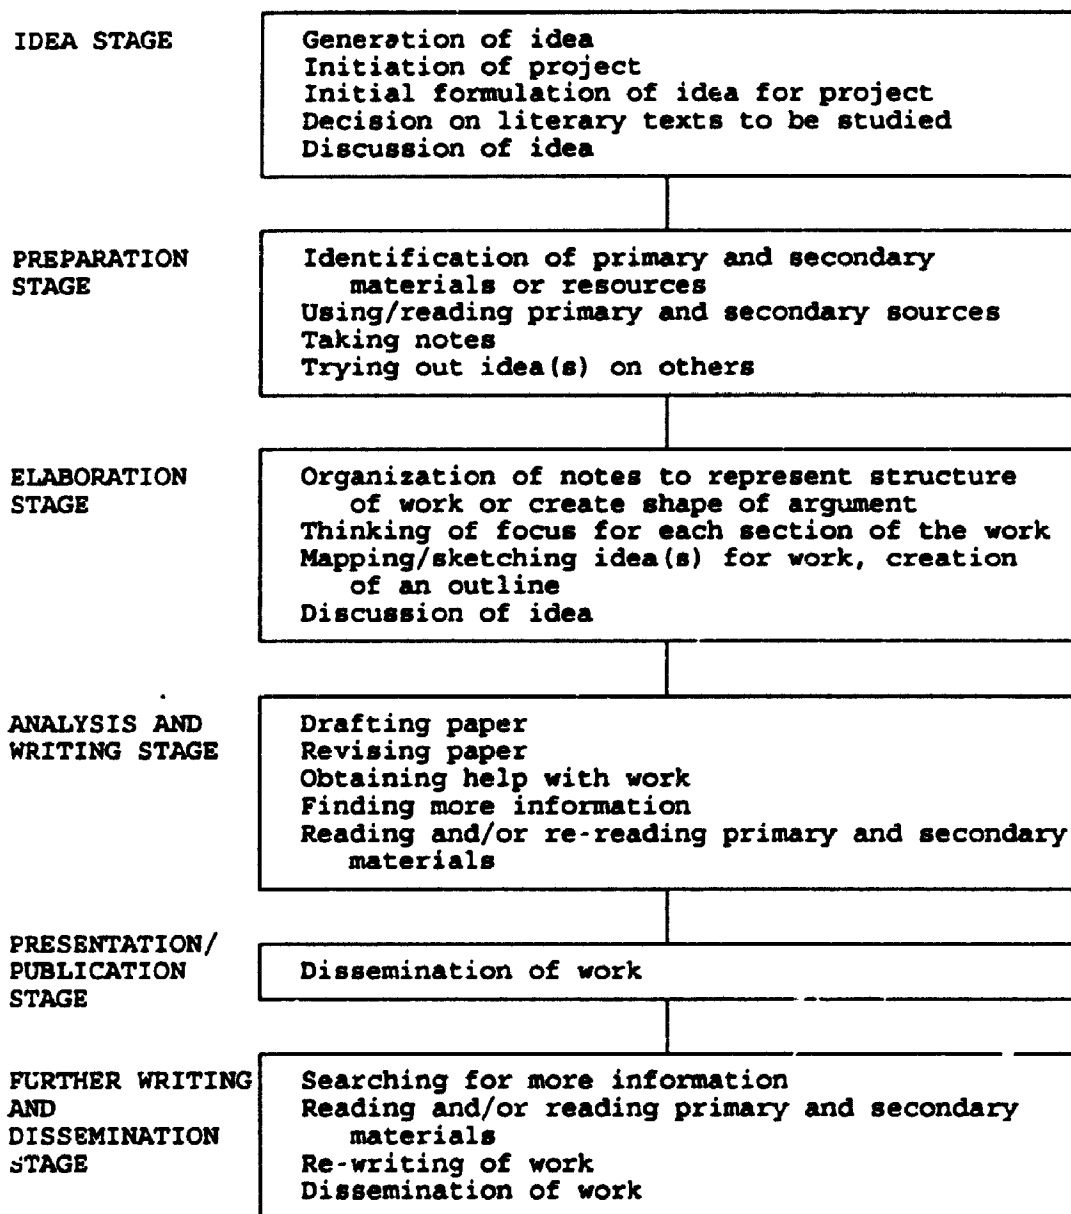 IDEA STAGE
Generation of idea
Initiation of project
Initial formulation of idea for project
Decision on literary texts to be studied
Discussion of idea
PREPARATION
STAGE
Identification of primary and secondary
materials or resources
Using/reading primary and secondary sources
Taking notes
Trying out idea(s) on others
ELABORATION
STAGE
Organization of notes to represent structure
of work or create shape of argument
Thinking of focus for each section of the work
Mapping/sketching idea(s) for work, creation
of an outline
Discussion of idea
ANALYSIS AND
WRITING STAGE
Drafting paper
Revising paper
Obtaining help with work
Finding more information
Reading and/or re-reading primary and secondary
materials
PRESENTATION/
PUBLICATION
STAGE
Dissemination of work
FURTHER WRITING
AND
DISSEMINATION
STAGE
Searching for more information
Reading and/or reading primary and secondary
materials
Re-writing of work
Dissemination of work